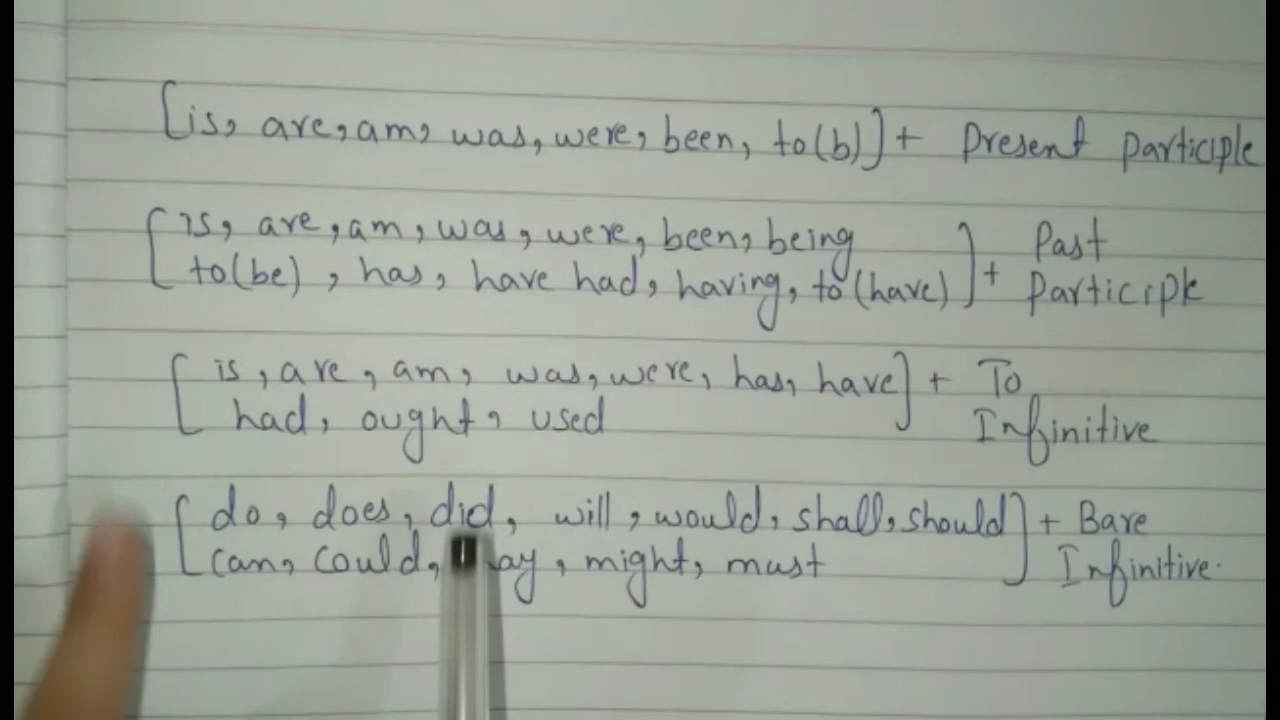 [is, are, am, was, were, been, to(b)] + Present Participle
[is, are, am, was, were, been, being
to(be), has, have had, having, to(have)] + Past Participle
[is, are, am, was, were, has, have
had, ought, used] + To Infinitive
[do, does, did, will, would, shall, should
can, could, may, might, must] + Bare Infinitive.